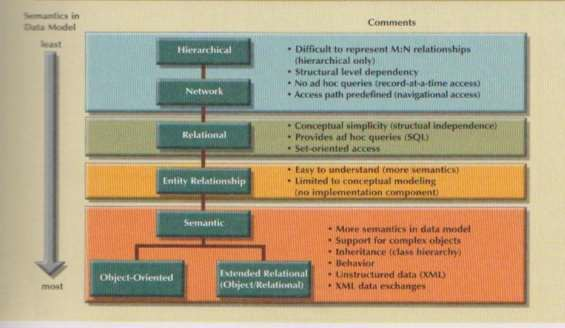 Semantics in
Data Model
Comments
least
Hierarchical
Network
• Difficult to represent M:N relationships
(hierarchical only)
• Structural level dependency
• No ad hoc queries (record-at-a-time access)
• Access path predefined (navigational access)
Relational
• Conceptual simplicity (structual independence)
• Provides ad hoc queries (SQL)
• Set-oriented access
Entity Relationship
• Easy to understand (more semantics)
• Limited to conceptual modeling
(no implementation component)
Semantic
Object-Oriented
Extended Relational
(Object/Relational)
• More semantics in data model
• Support for complex objects
• Inheritance (class hierarchy)
• Behavior
• Unstructured data (XML)
• XML data exchanges
most